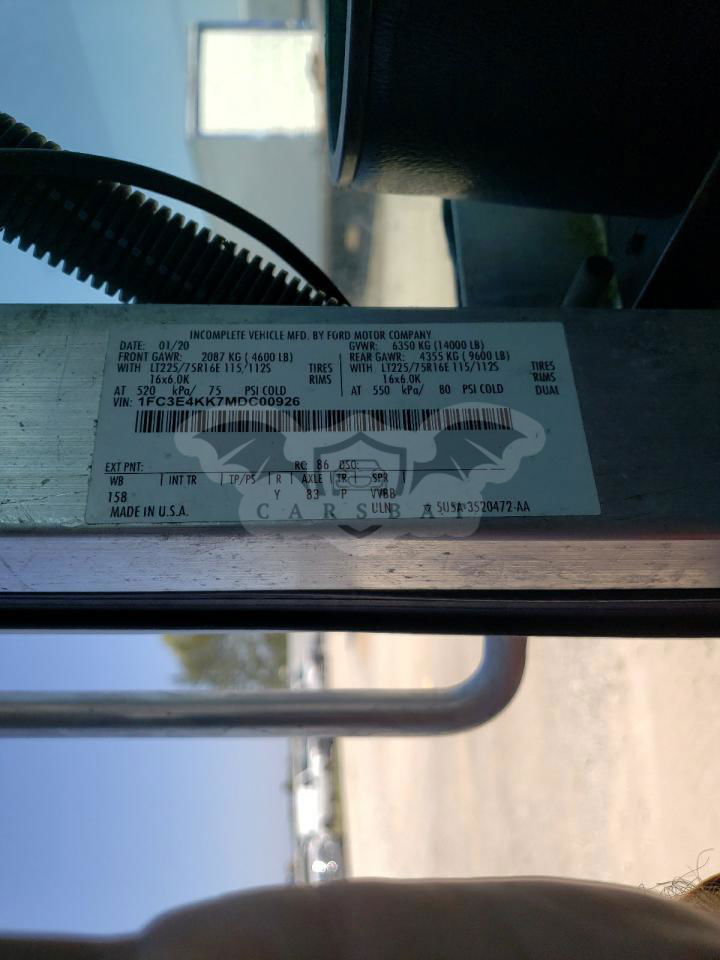 INCOMPLETE VEHICLE MFD. BY FORD MOTOR COMPANY
DATE: 01/20 GVWR: 6350 KG (14000 LB)
FRONT GAWR: 2087 KG ( 4600 LB) REAR GAWR: 4355 KG ( 9600 LB)
WITH LT225/75R16E 115/112S TIRES WITH LT225/75R16E 115/112S TIRES
16x6.0K RIMS 16x6.0K RIMS
AT 520 kPa/ 75 PSI COLD AT 550 kPa/ 80 PSI COLD DUAL
VIN: 1FC3E4KK7MDC00926
EXT PNT: RC: 86 DSO:
WB INT TR TP/PS R AXLE TR SPR
158 Y 83 P VVBB
MADE IN U.S.A. ULN 5U5A-3520472-AA
CARSBAT